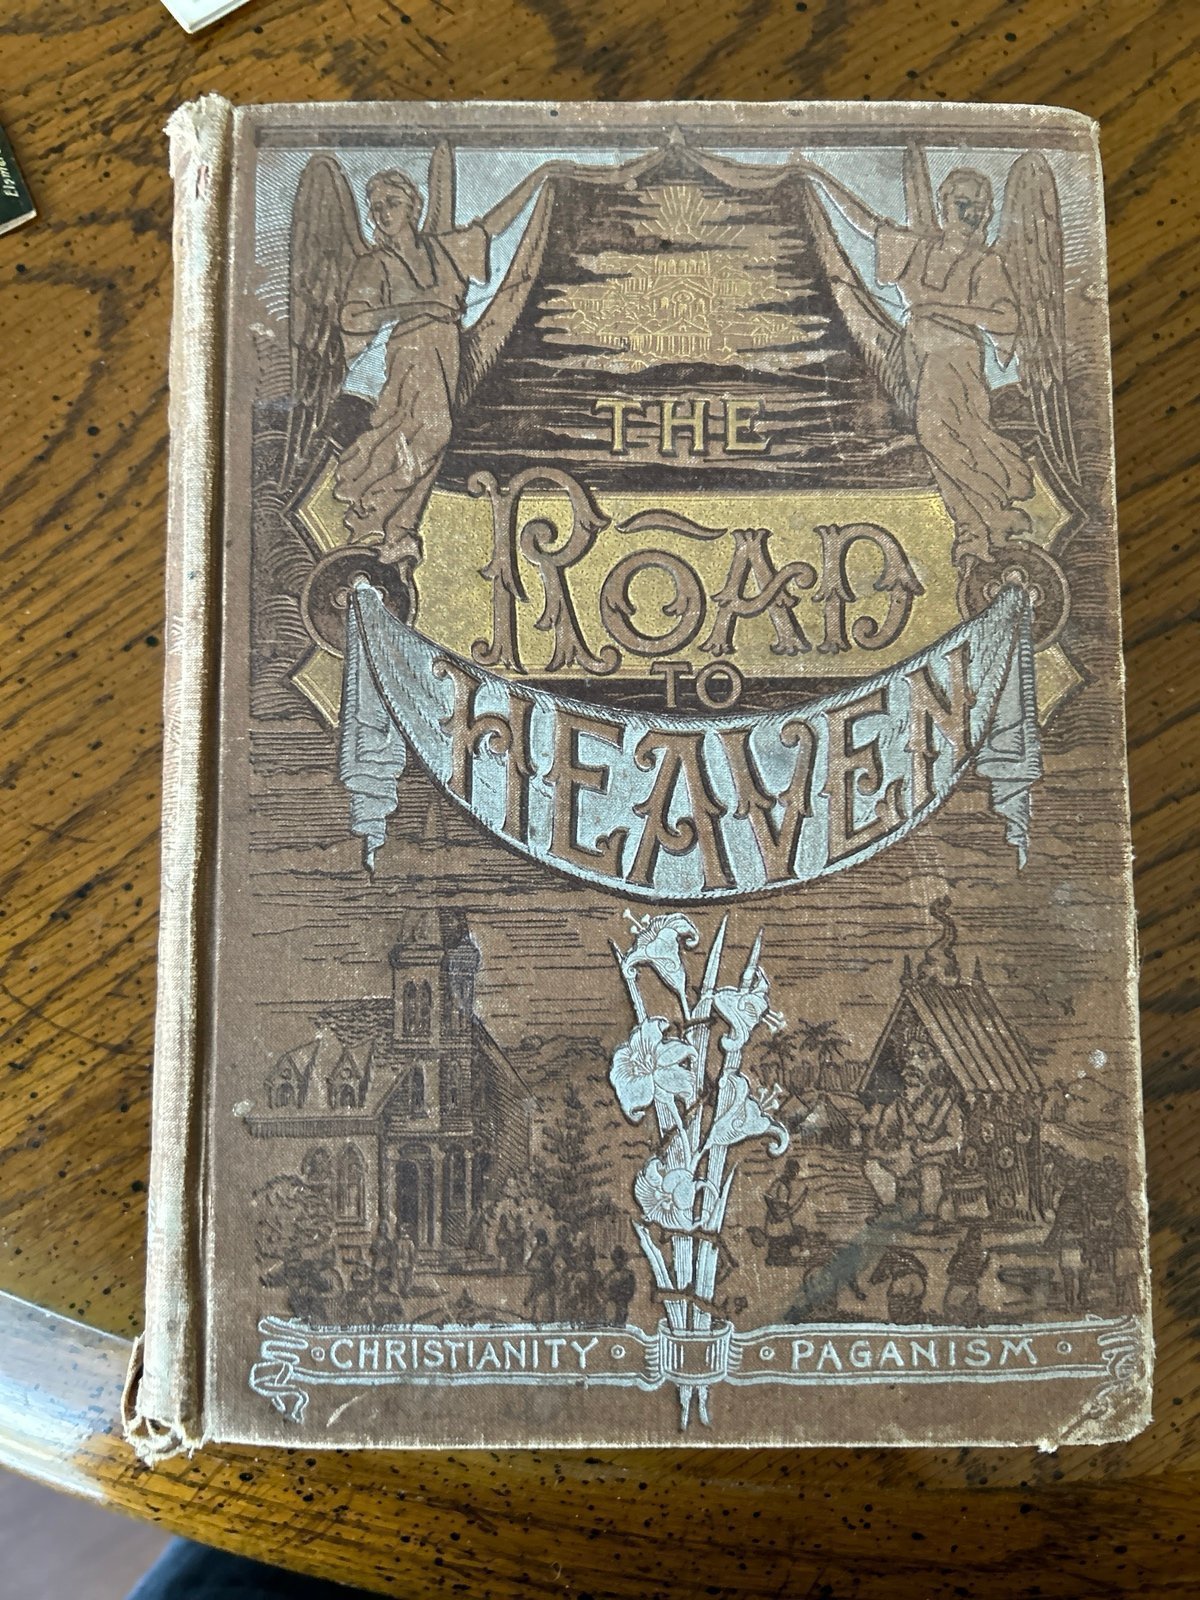 THE
ROAD
TO
HEAVEN
CHRISTIANITY
PAGANISM